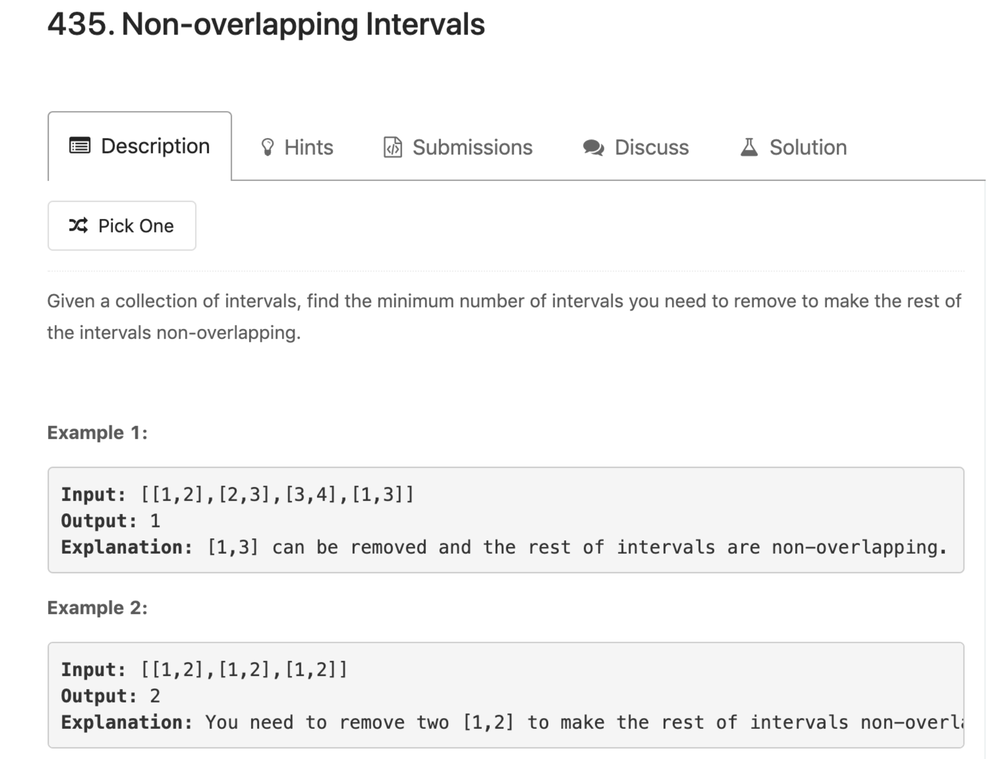 435. Non-overlapping Intervals
Description
Hints
Submissions
Discuss
Solution
Pick One
Given a collection of intervals, find the minimum number of intervals you need to remove to make the rest of
the intervals non-overlapping.
Example 1:
Input: [[1,2],[2,3],[3,4],[1,3]]
Output: 1
Explanation: [1,3] can be removed and the rest of intervals are non-overlapping.
Example 2:
Input: [[1,2],[1,2],[1,2]]
Output: 2
Explanation: You need to remove two [1,2] to make the rest of intervals